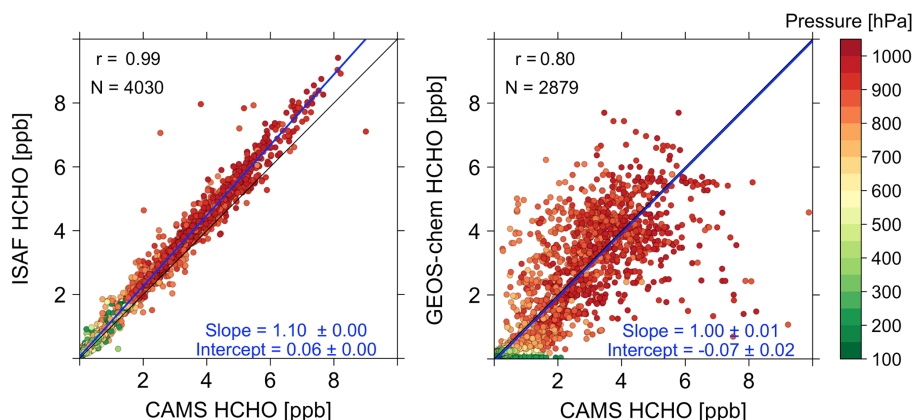 Pressure [hPa]
r = 0.99
N = 4030
ISAF HCHO [ppb]
8
6
4
2
Slope = 1.10 ± 0.00
Intercept = 0.06 ± 0.00
2 4 6 8
CAMS HCHO [ppb]
r = 0.80
N = 2879
GEOS-chem HCHO [ppb]
8
6
4
2
Slope = 1.00 ± 0.01
Intercept = -0.07 ± 0.02
2 4 6 8
CAMS HCHO [ppb]
1000
900
800
700
600
500
400
300
200
100